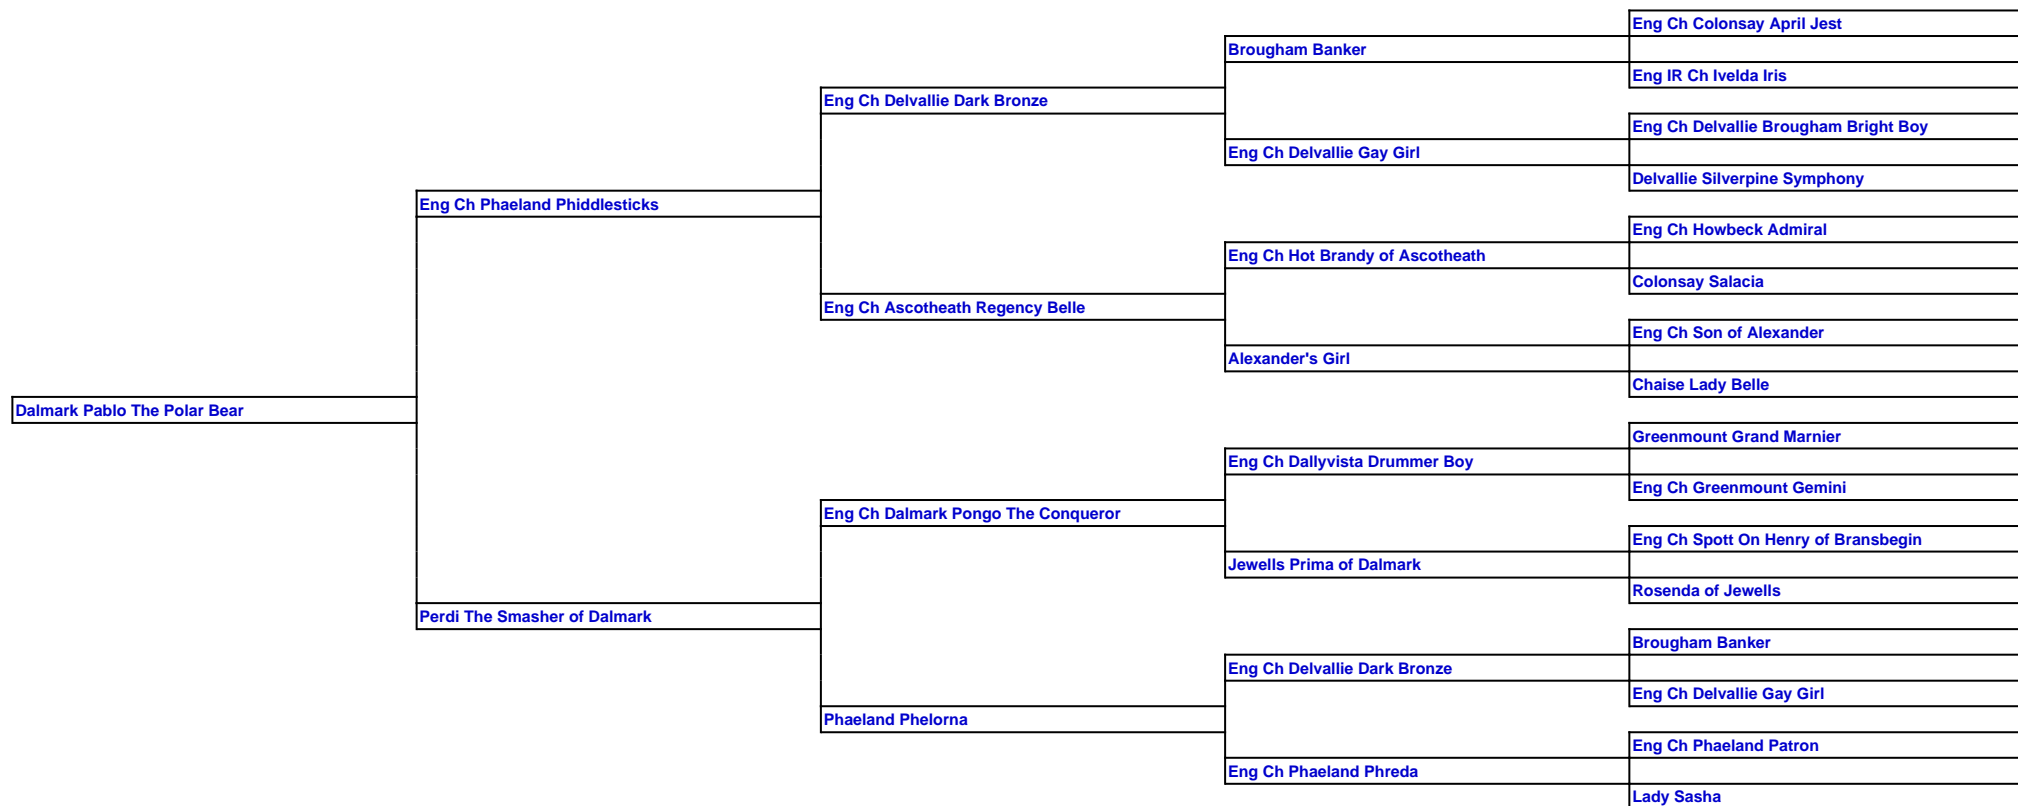 Eng Ch Colonsay April Jest
Brougham Banker
Eng IR Ch Ivelda Iris
Eng Ch Delvallie Dark Bronze
Eng Ch Delvallie Brougham Bright Boy
Eng Ch Delvallie Gay Girl
Delvallie Silverpine Symphony
Eng Ch Phaeland Phiddlesticks
Eng Ch Howbeck Admiral
Eng Ch Hot Brandy of Ascotheath
Colonsay Salacia
Eng Ch Ascotheath Regency Belle
Eng Ch Son of Alexander
Alexander's Girl
Chaise Lady Belle
Dalmark Pablo The Polar Bear
Greenmount Grand Marnier
Eng Ch Dallyvista Drummer Boy
Eng Ch Greenmount Gemini
Eng Ch Dalmark Pongo The Conqueror
Eng Ch Spott On Henry of Bransbegin
Jewells Prima of Dalmark
Rosenda of Jewells
Perdi The Smasher of Dalmark
Brougham Banker
Eng Ch Delvallie Dark Bronze
Eng Ch Delvallie Gay Girl
Phaeland Phelorna
Eng Ch Phaeland Patron
Eng Ch Phaeland Phreda
Lady Sasha